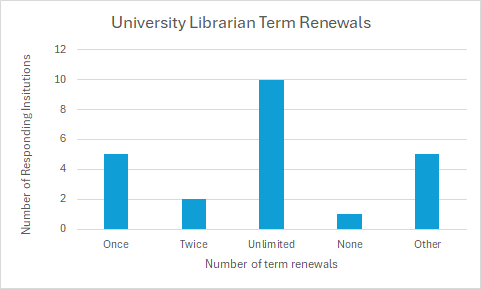 University Librarian Term Renewals
Number of Responding Insitutions
12
10
8
6
4
2
0
Once Twice Unlimited None Other
Number of term renewals